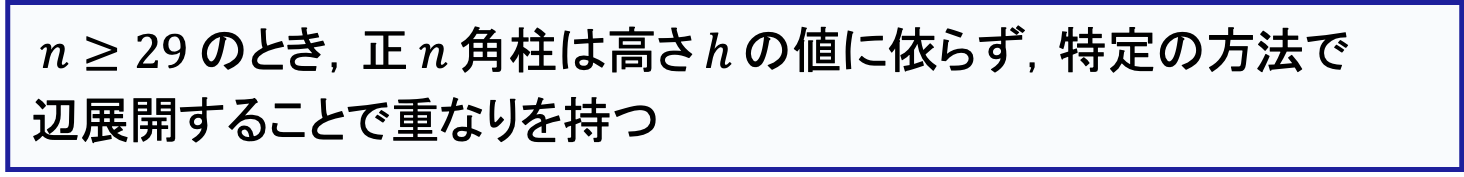 n ≥ 29 のとき, 正 n 角柱は高さ h の値に依らず, 特定の方法で
辺展開することで重なりを持つ